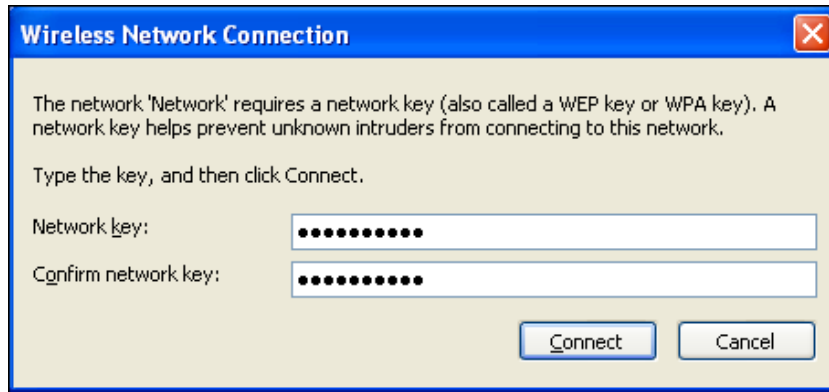 Wireless Network Connection
The network 'Network' requires a network key (also called a WEP key or WPA key). A
network key helps prevent unknown intruders from connecting to this network.
Type the key, and then click Connect.
Network key: ••••••••••
Confirm network key: ••••••••••
Connect Cancel